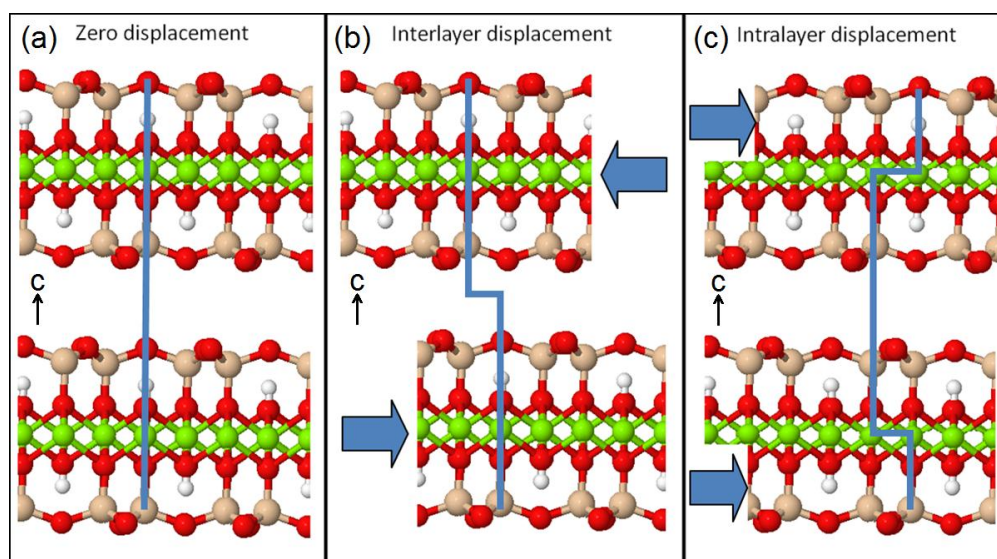 (a) Zero displacement
(b) Interlayer displacement
(c) Intralayer displacement
c
c
c